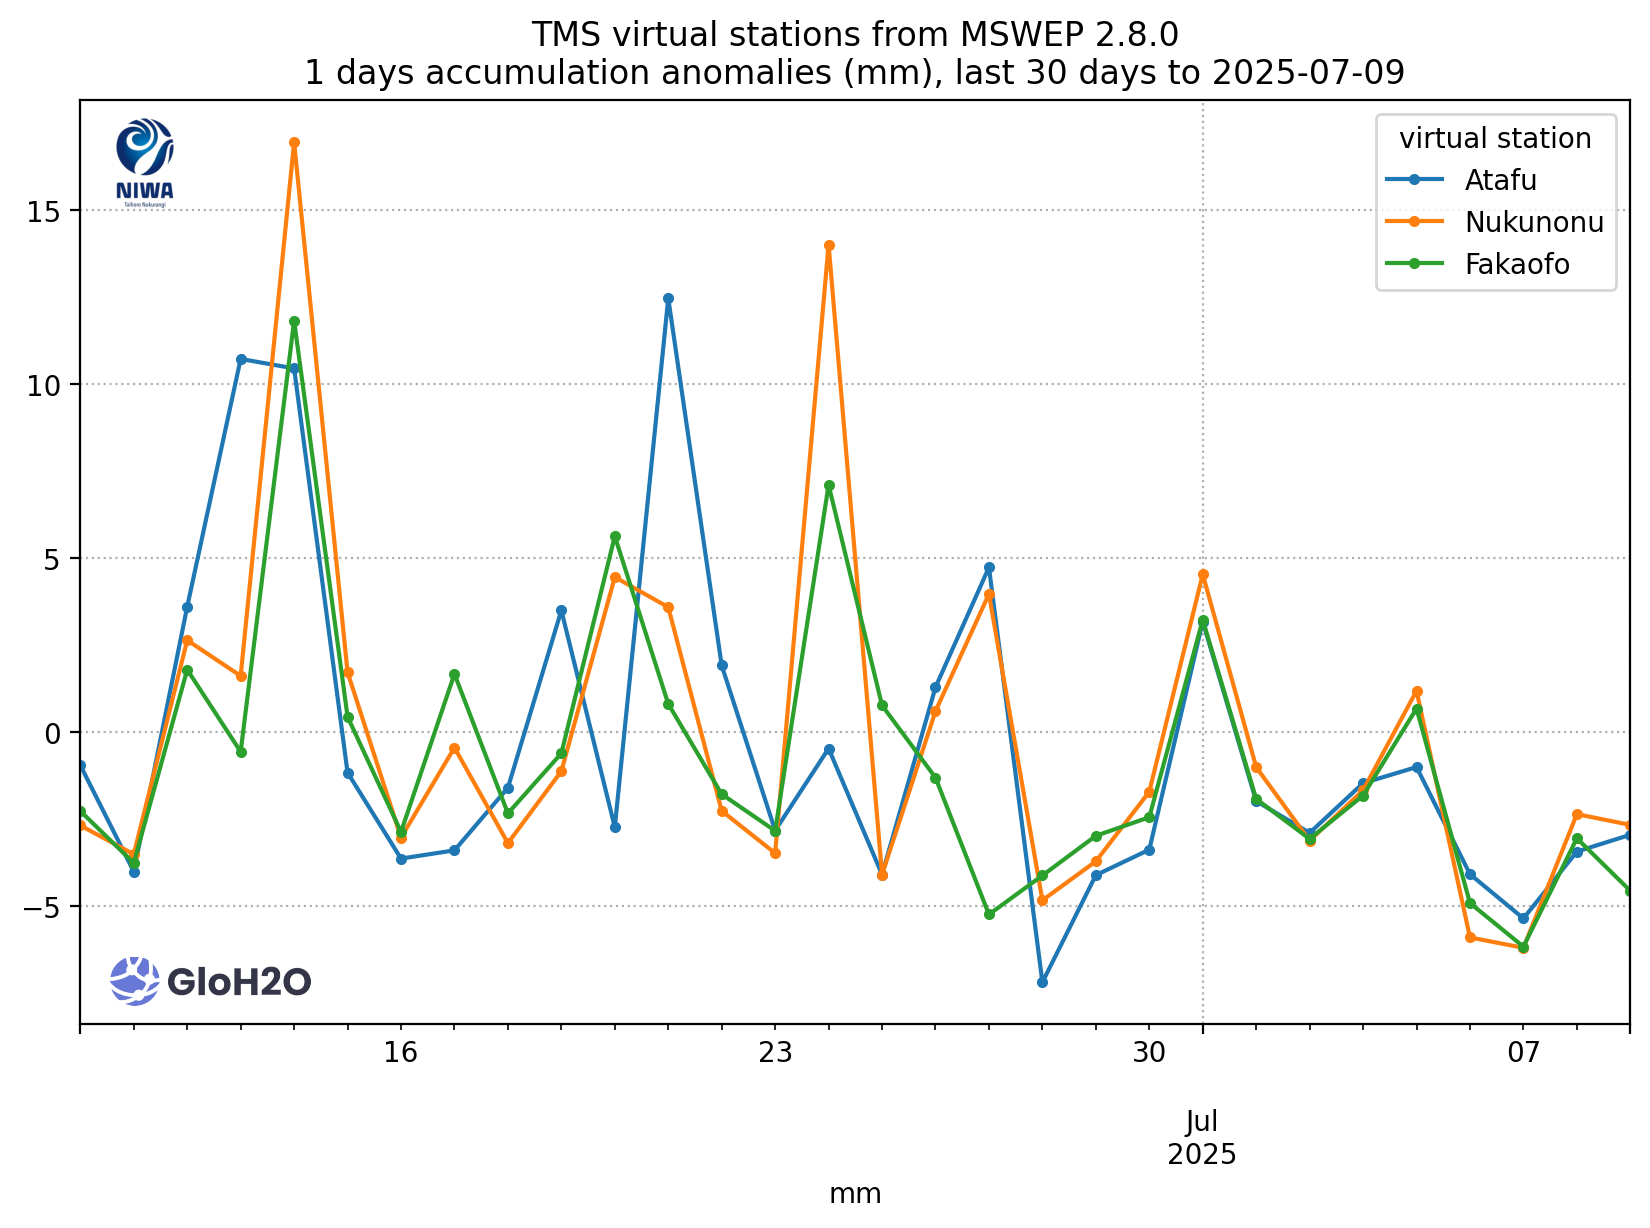 TMS virtual stations from MSWEP 2.8.0
1 days accumulation anomalies (mm), last 30 days to 2025-07-09
NIWA
Taihoro Nukurangi
virtual station
Atafu
Nukunonu
Fakaofo
15
10
5
0
−5
GloH2O
16 23 30 07
Jul
2025
mm